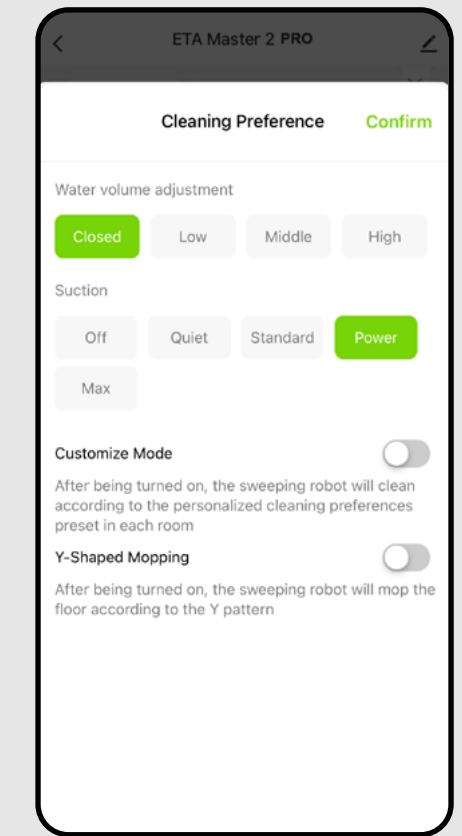 ETA Master 2 PRO
Cleaning Preference Confirm
Water volume adjustment
Closed Low Middle High
Suction
Off Quiet Standard Power
Max
Customize Mode
After being turned on, the sweeping robot will clean
according to the personalized cleaning preferences
preset in each room
Y-Shaped Mopping
After being turned on, the sweeping robot will mop the
floor according to the Y pattern